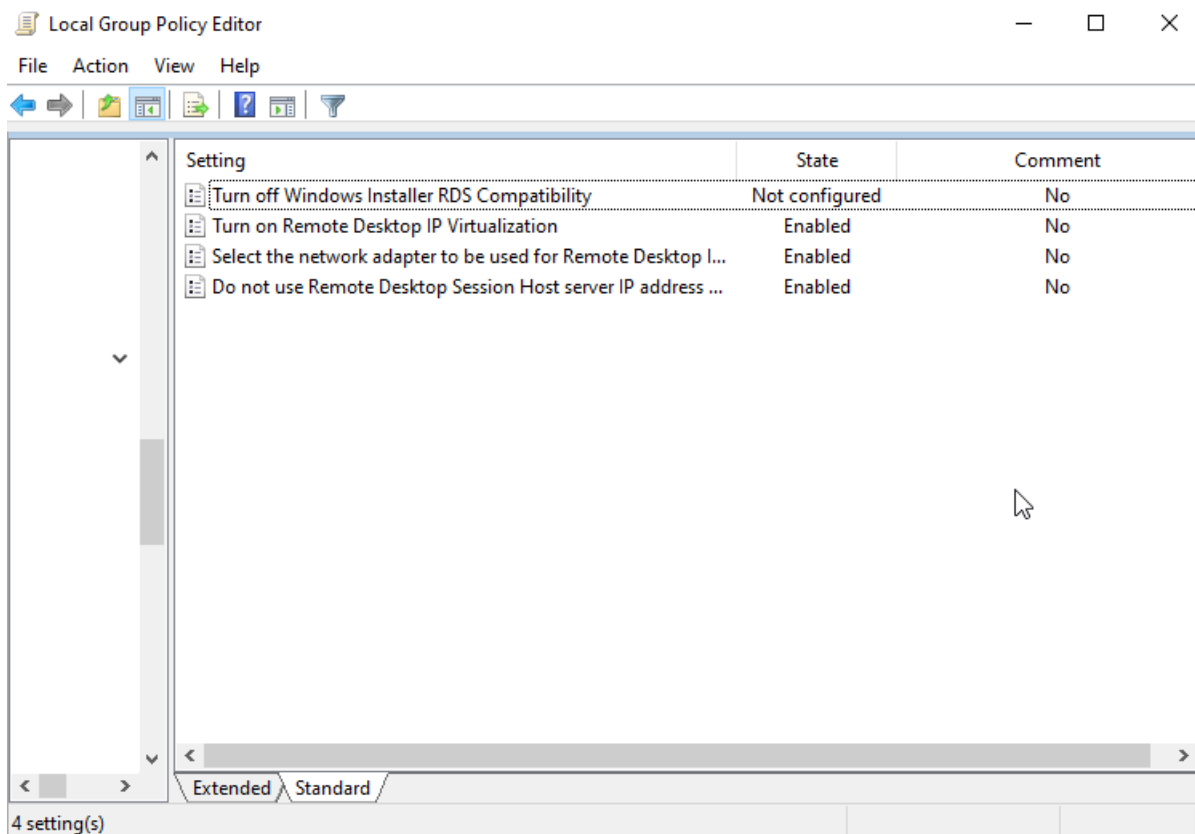 Local Group Policy Editor
File Action View Help
Setting State Comment
Turn off Windows Installer RDS Compatibility Not configured No
Turn on Remote Desktop IP Virtualization Enabled No
Select the network adapter to be used for Remote Desktop I... Enabled No
Do not use Remote Desktop Session Host server IP address ... Enabled No
Extended Standard
4 setting(s)